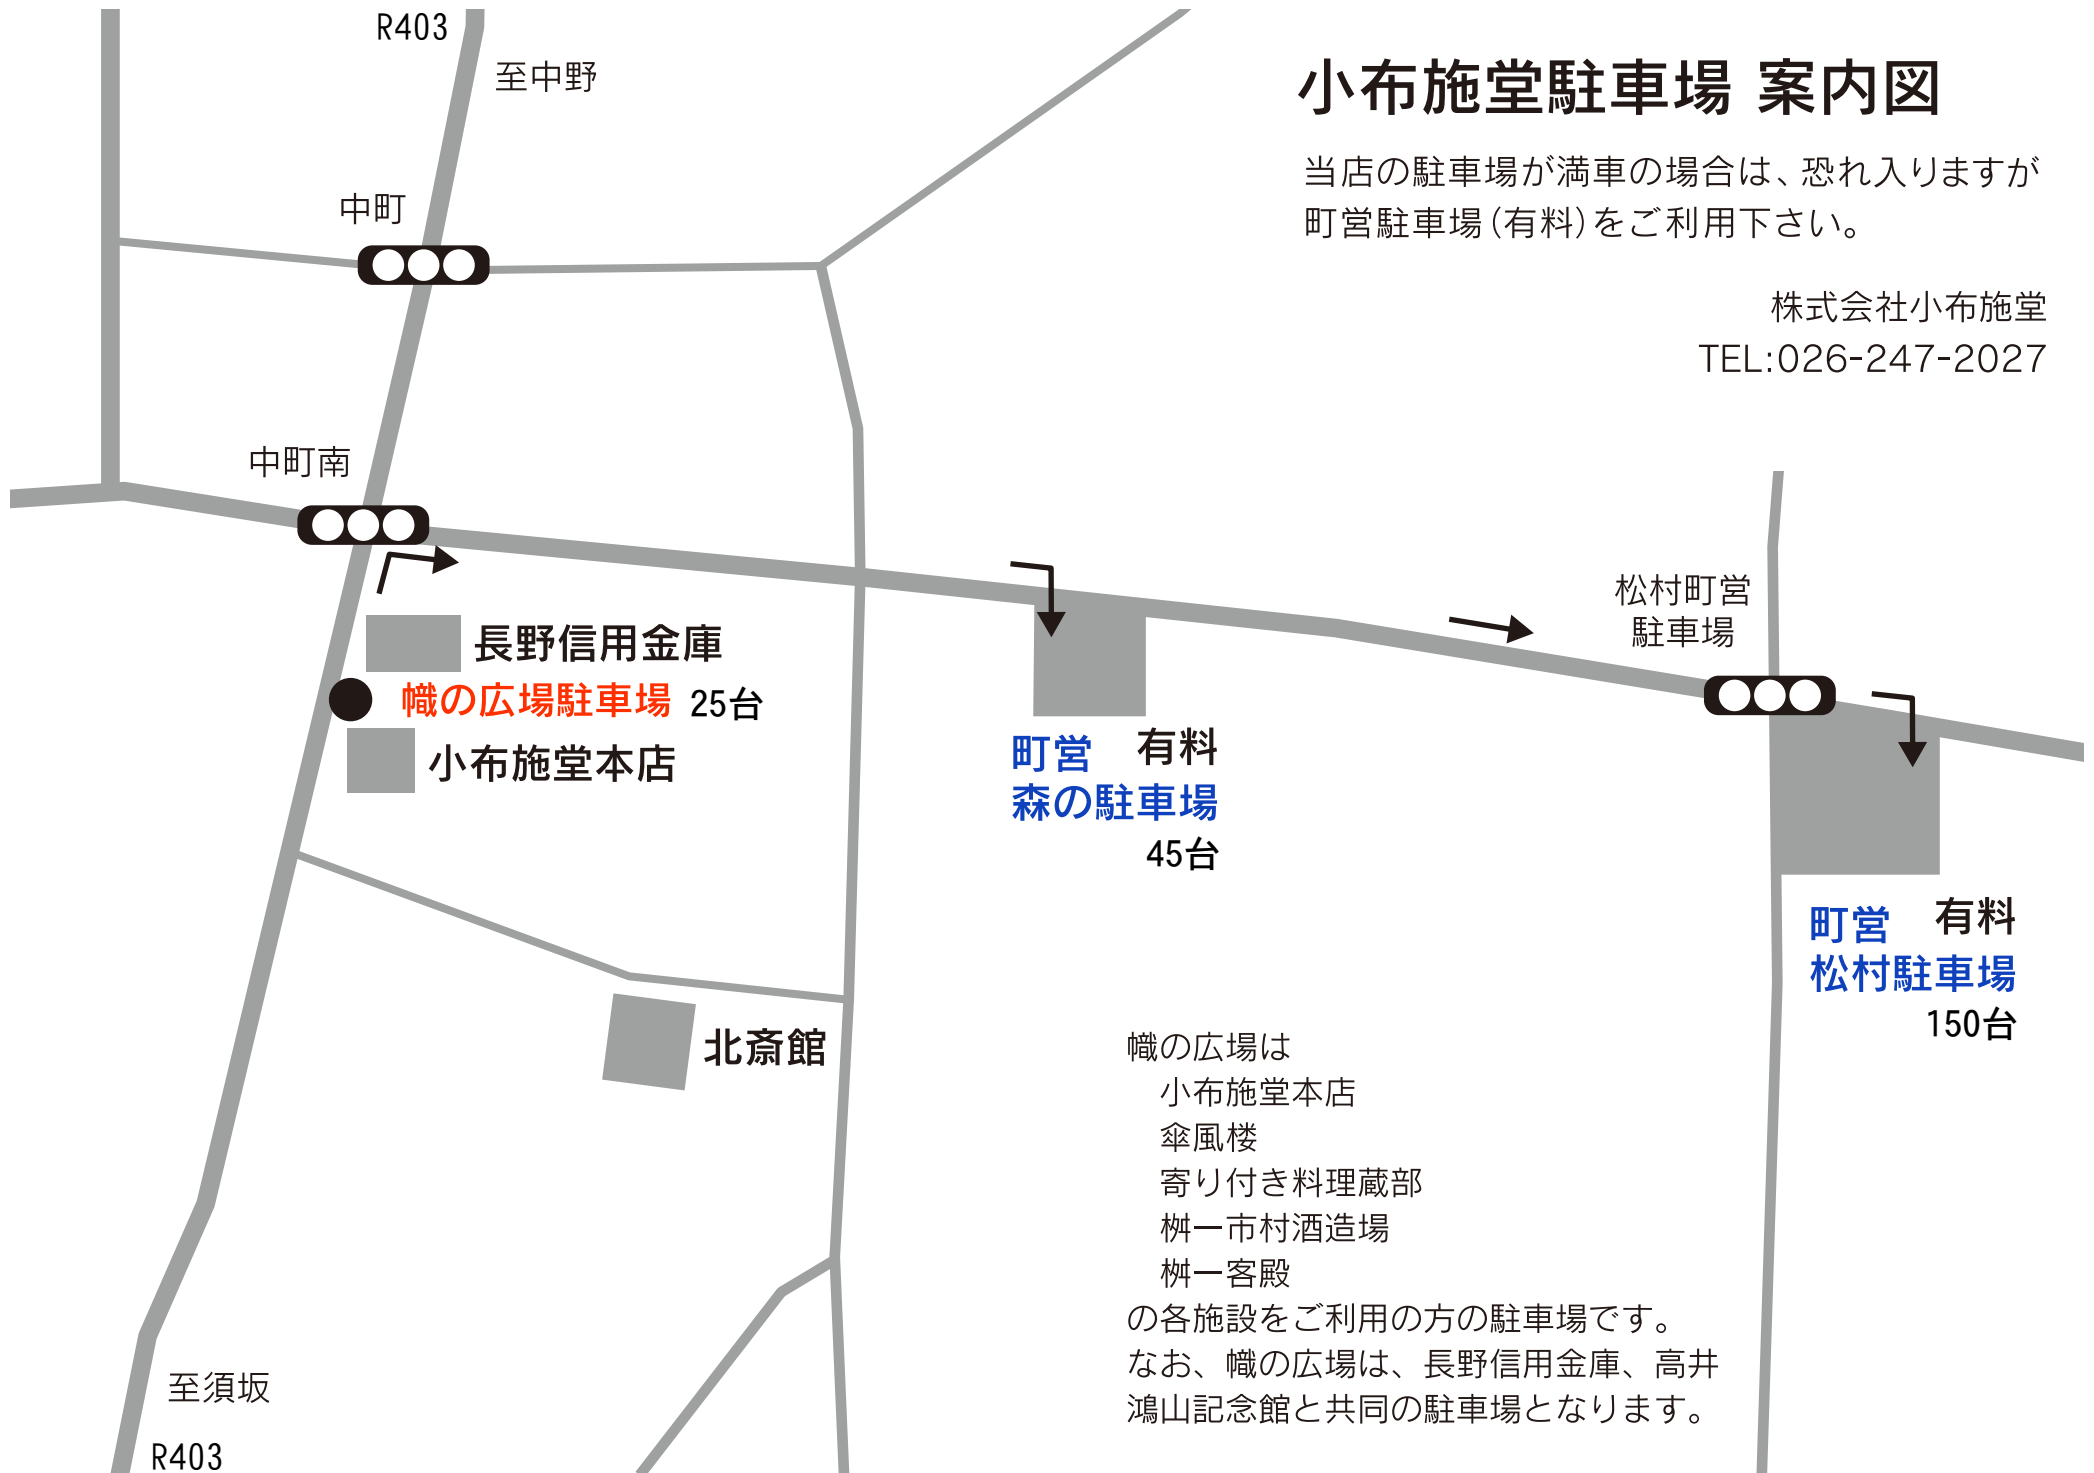 R403
至中野
小布施堂駐車場 案内図
当店の駐車場が満車の場合は、恐れ入りますが
町営駐車場(有料)をご利用下さい。
株式会社小布施堂
TEL:026-247-2027
中町
中町南
松村町営
駐車場
長野信用金庫
幟の広場駐車場 25台
小布施堂本店
町営 有料
森の駐車場
45台
町営 有料
松村駐車場
150台
北斎館
幟の広場は
小布施堂本店
傘風楼
寄り付き料理蔵部
桝一市村酒造場
桝一客殿
の各施設をご利用の方の駐車場です。
なお、幟の広場は、長野信用金庫、高井
鴻山記念館と共同の駐車場となります。
至須坂
R403